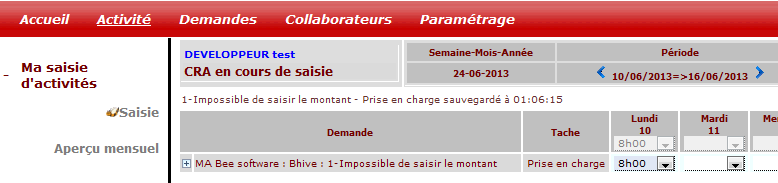 Accueil Activité Demandes Collaborateurs Paramétrage
- Ma saisie d'activités
Saisie
Aperçu mensuel
DEVELOPPEUR test
CRA en cours de saisie
Semaine-Mois-Année Période
24-06-2013 10/06/2013=>16/06/2013
1-Impossible de saisir le montant - Prise en charge sauvegardé à 01:06:15
Demande Tache Lundi 10 Mardi 11
8h00
MA Bee software : Bhive : 1-Impossible de saisir le montant Prise en charge 8h00